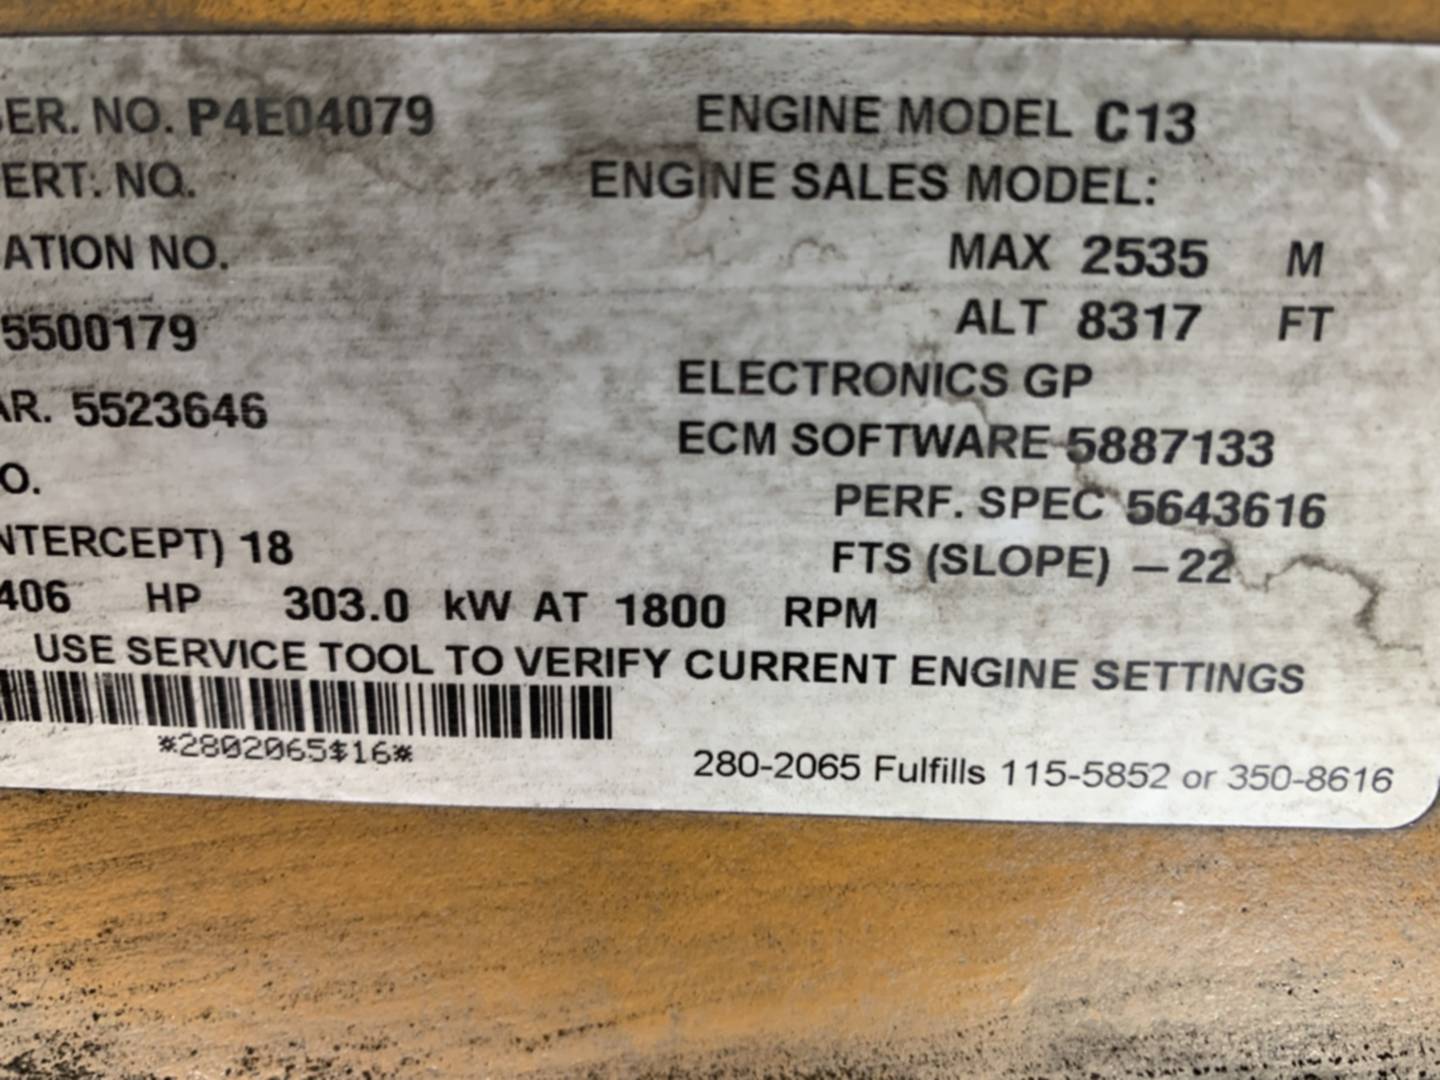 SER. NO. P4E04079 ENGINE MODEL C13
ERT. NO. ENGINE SALES MODEL:
ATION NO. MAX 2535 M
5500179 ALT 8317 FT
ELECTRONICS GP
AR. 5523646 ECM SOFTWARE 5887133
O. PERF. SPEC 5643616
NTERCEPT) 18 FTS (SLOPE) —22
406 HP 303.0 kW AT 1800 RPM
USE SERVICE TOOL TO VERIFY CURRENT ENGINE SETTINGS
*2802065$16*
280-2065 Fulfills 115-5852 or 350-8616